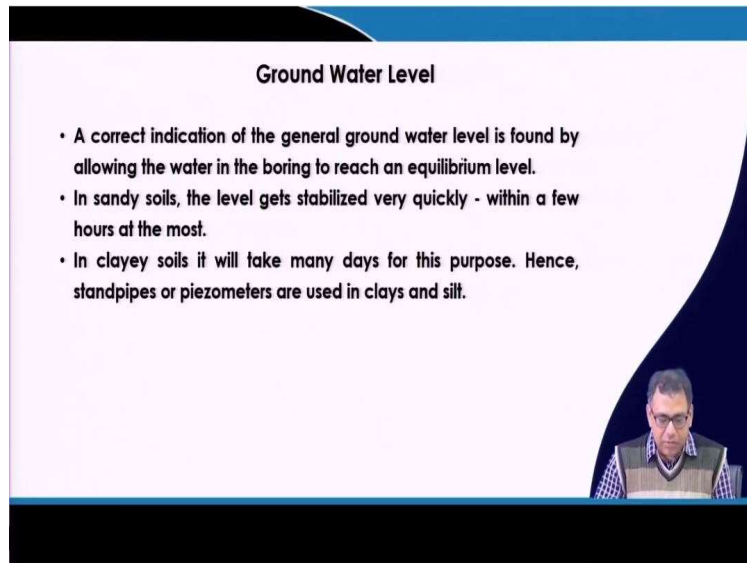 Ground Water Level
• A correct indication of the general ground water level is found by
allowing the water in the boring to reach an equilibrium level.
• In sandy soils, the level gets stabilized very quickly - within a few
hours at the most.
• In clayey soils it will take many days for this purpose. Hence,
standpipes or piezometers are used in clays and silt.